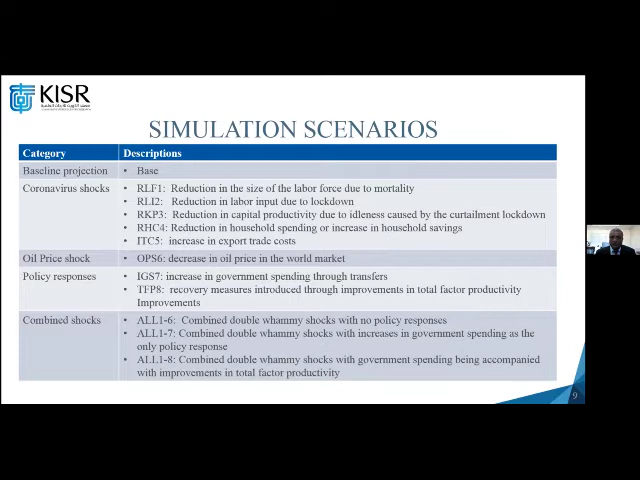 KISR
SIMULATION SCENARIOS
Category Descriptions
Baseline projection • Base
Coronavirus shocks • RLF1: Reduction in the size of the labor force due to mortality
• RLI2: Reduction in labor input due to lockdown
• RKP3: Reduction in capital productivity due to idleness caused by the curtailment lockdown
• RHC4: Reduction in household spending or increase in household savings
• ITC5: increase in export trade costs
Oil Price shock • OPS6: decrease in oil price in the world market
Policy responses • IGS7: increase in government spending through transfers
• TFP8: recovery measures introduced through improvements in total factor productivity
Improvements
Combined shocks • ALL1-6: Combined double whammy shocks with no policy responses
• ALL1-7: Combined double whammy shocks with increases in government spending as the
only policy response
• ALL1-8: Combined double whammy shocks with government spending being accompanied
with improvements in total factor productivity
9